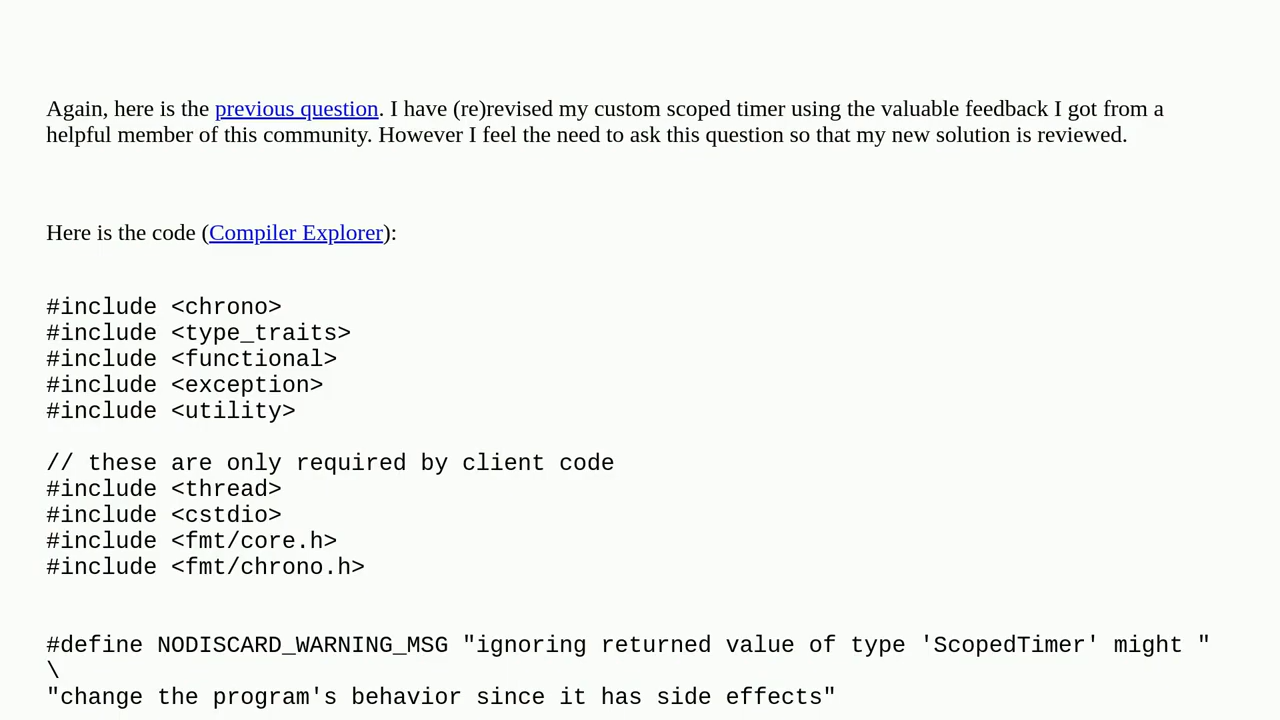 Again, here is the previous question. I have (re)revised my custom scoped timer using the valuable feedback I got from a
helpful member of this community. However I feel the need to ask this question so that my new solution is reviewed.
Here is the code (Compiler Explorer):
#include <chrono>
#include <type_traits>
#include <functional>
#include <exception>
#include <utility>
// these are only required by client code
#include <thread>
#include <cstdio>
#include <fmt/core.h>
#include <fmt/chrono.h>
#define NODISCARD_WARNING_MSG "ignoring returned value of type 'ScopedTimer' might "
\
"change the program's behavior since it has side effects"